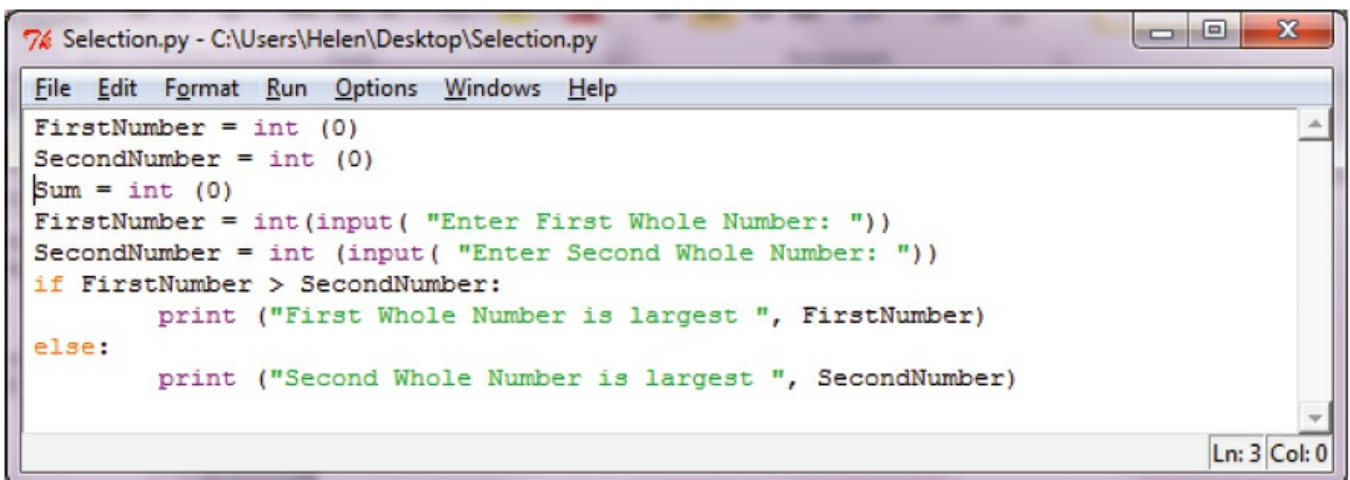 Selection.py - C:\Users\Helen\Desktop\Selection.py
File Edit Format Run Options Windows Help
FirstNumber = int (0)
SecondNumber = int (0)
Sum = int (0)
FirstNumber = int(input( "Enter First Whole Number: "))
SecondNumber = int (input( "Enter Second Whole Number: "))
if FirstNumber > SecondNumber:
        print ("First Whole Number is largest ", FirstNumber)
else:
        print ("Second Whole Number is largest ", SecondNumber)
Ln: 3 Col: 0